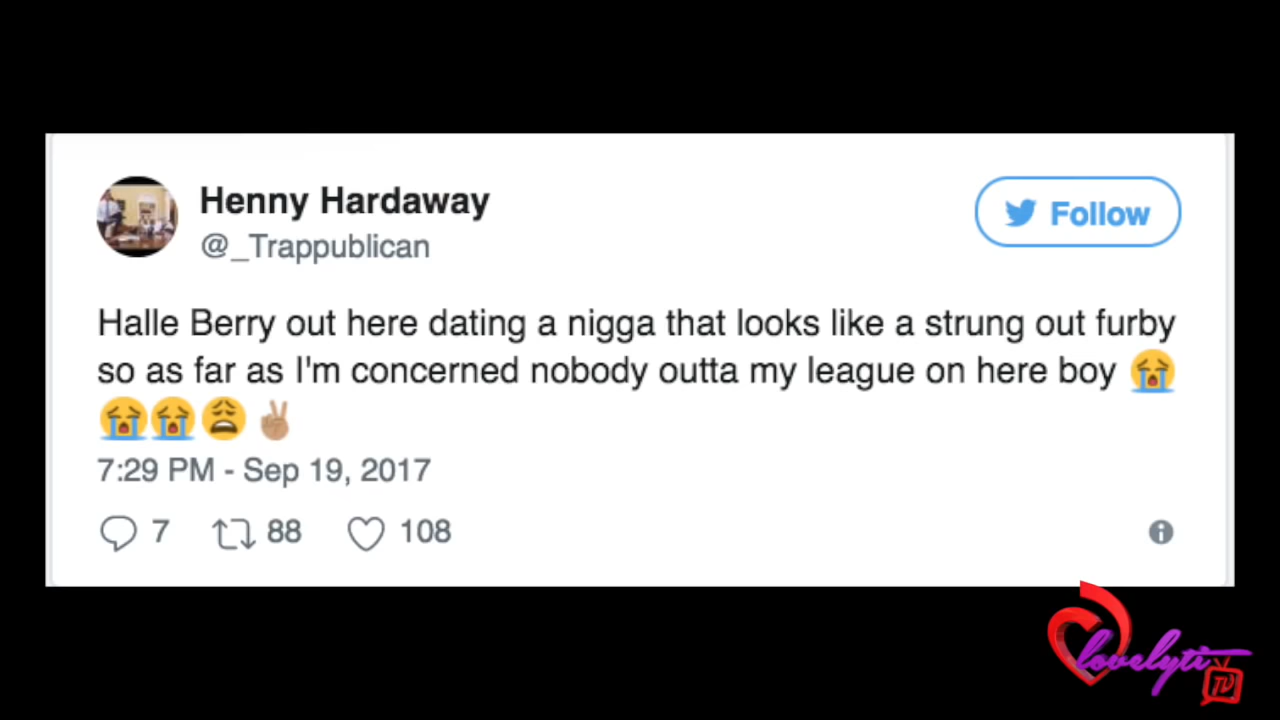 Henny Hardaway
@_Trappublican
Follow
Halle Berry out here dating a nigga that looks like a strung out furby
so as far as I'm concerned nobody outta my league on here boy 😭
😭😭😩✌🏽
7:29 PM - Sep 19, 2017
7 88 108
lovelyti
TV